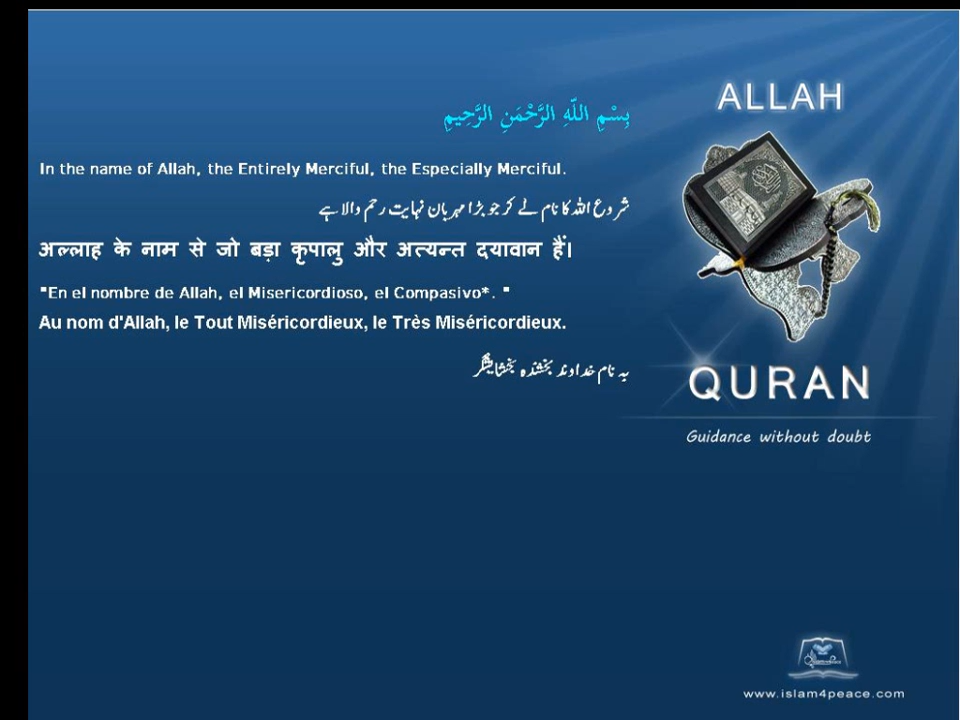 بِسْمِ اللَّهِ الرَّحْمَنِ الرَّحِيمِ
In the name of Allah, the Entirely Merciful, the Especially Merciful.
شروع الله کا نام لے کر جو بڑا مہربان نہایت رحم والا ہے
अल्लाह के नाम से जो बड़ा कृपालु और अत्यन्त दयावान हैं।
"En el nombre de Allah, el Misericordioso, el Compasivo*. "
Au nom d'Allah, le Tout Miséricordieux, le Très Miséricordieux.
به نام خداوند بخشنده بخشایشگر
ALLAH
QURAN
Guidance without doubt
www.islam4peace.com